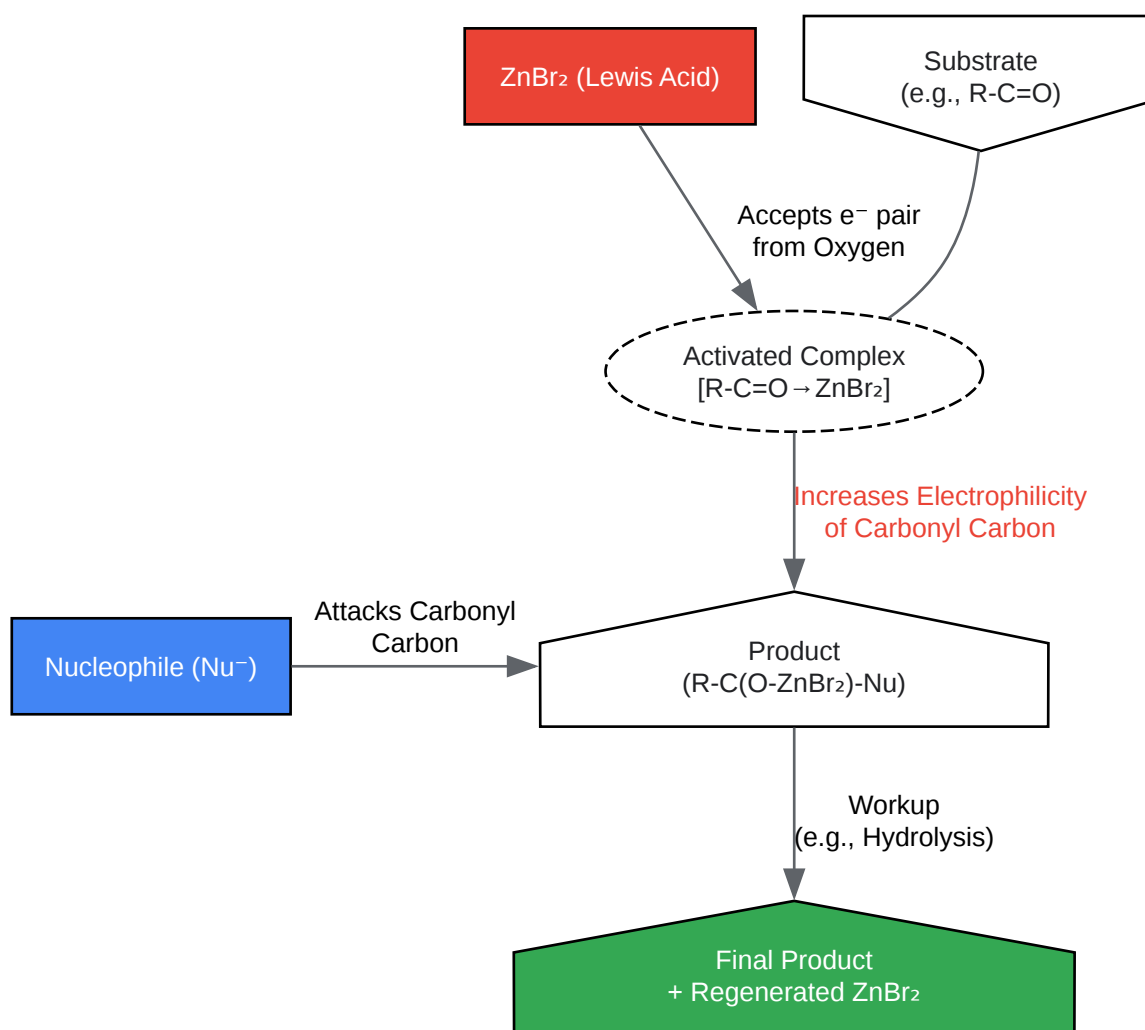 ZnBr₂ (Lewis Acid)
Substrate
(e.g., R-C=O)
Accepts e⁻ pair
from Oxygen
Activated Complex
[R-C=O→ZnBr₂]
Increases Electrophilicity
of Carbonyl Carbon
Attacks Carbonyl
Carbon
Nucleophile (Nu⁻)
Product
(R-C(O-ZnBr₂)-Nu)
Workup
(e.g., Hydrolysis)
Final Product
+ Regenerated ZnBr₂